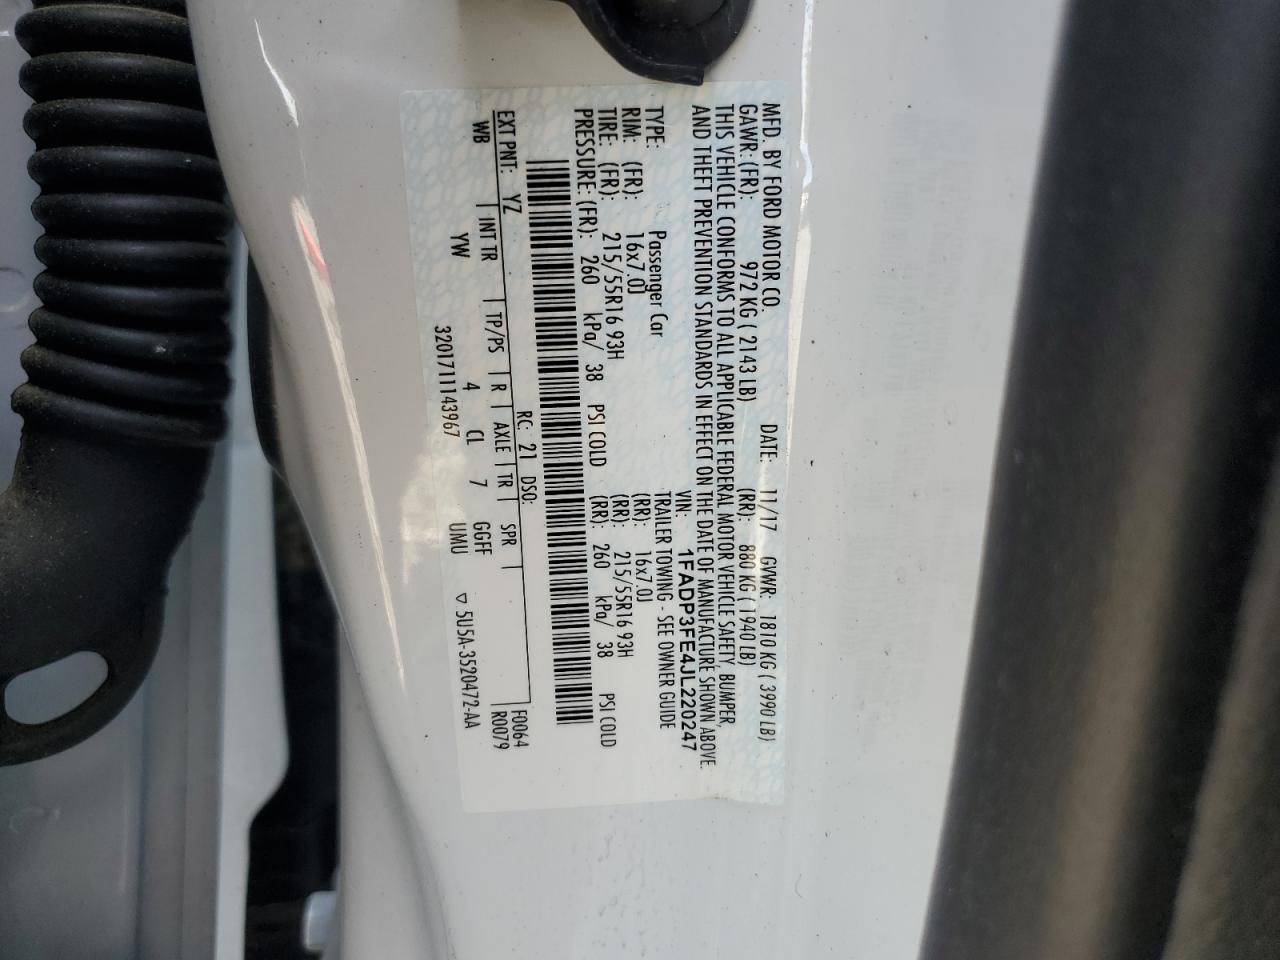 MFD. BY FORD MOTOR CO.
DATE: 11/17 GVWR: 1810 KG ( 3990 LB)
GAWR: (FR): 972 KG ( 2143 LB) (RR): 880 KG ( 1940 LB)
THIS VEHICLE CONFORMS TO ALL APPLICABLE FEDERAL MOTOR VEHICLE SAFETY, BUMPER,
AND THEFT PREVENTION STANDARDS IN EFFECT ON THE DATE OF MANUFACTURE SHOWN ABOVE.
VIN: 1FADP3FE4JL220247
TYPE: Passenger Car TRAILER TOWING - SEE OWNER GUIDE
RIM: (FR): 16x7.0J (RR): 16x7.0J
TIRE: (FR): 215/55R16 93H (RR): 215/55R16 93H
PRESSURE: (FR): 260 kPa/ 38 PSI COLD (RR): 260 kPa/ 38 PSI COLD
RC: 21 DSO: F0064
EXT PNT: YZ R0079
WB | INT TR | TP/PS | R | AXLE | TR | SPR |
YW 4 CL 7 GGFF
3201711143967 UMU ▽ 5U5A-3520472-AA